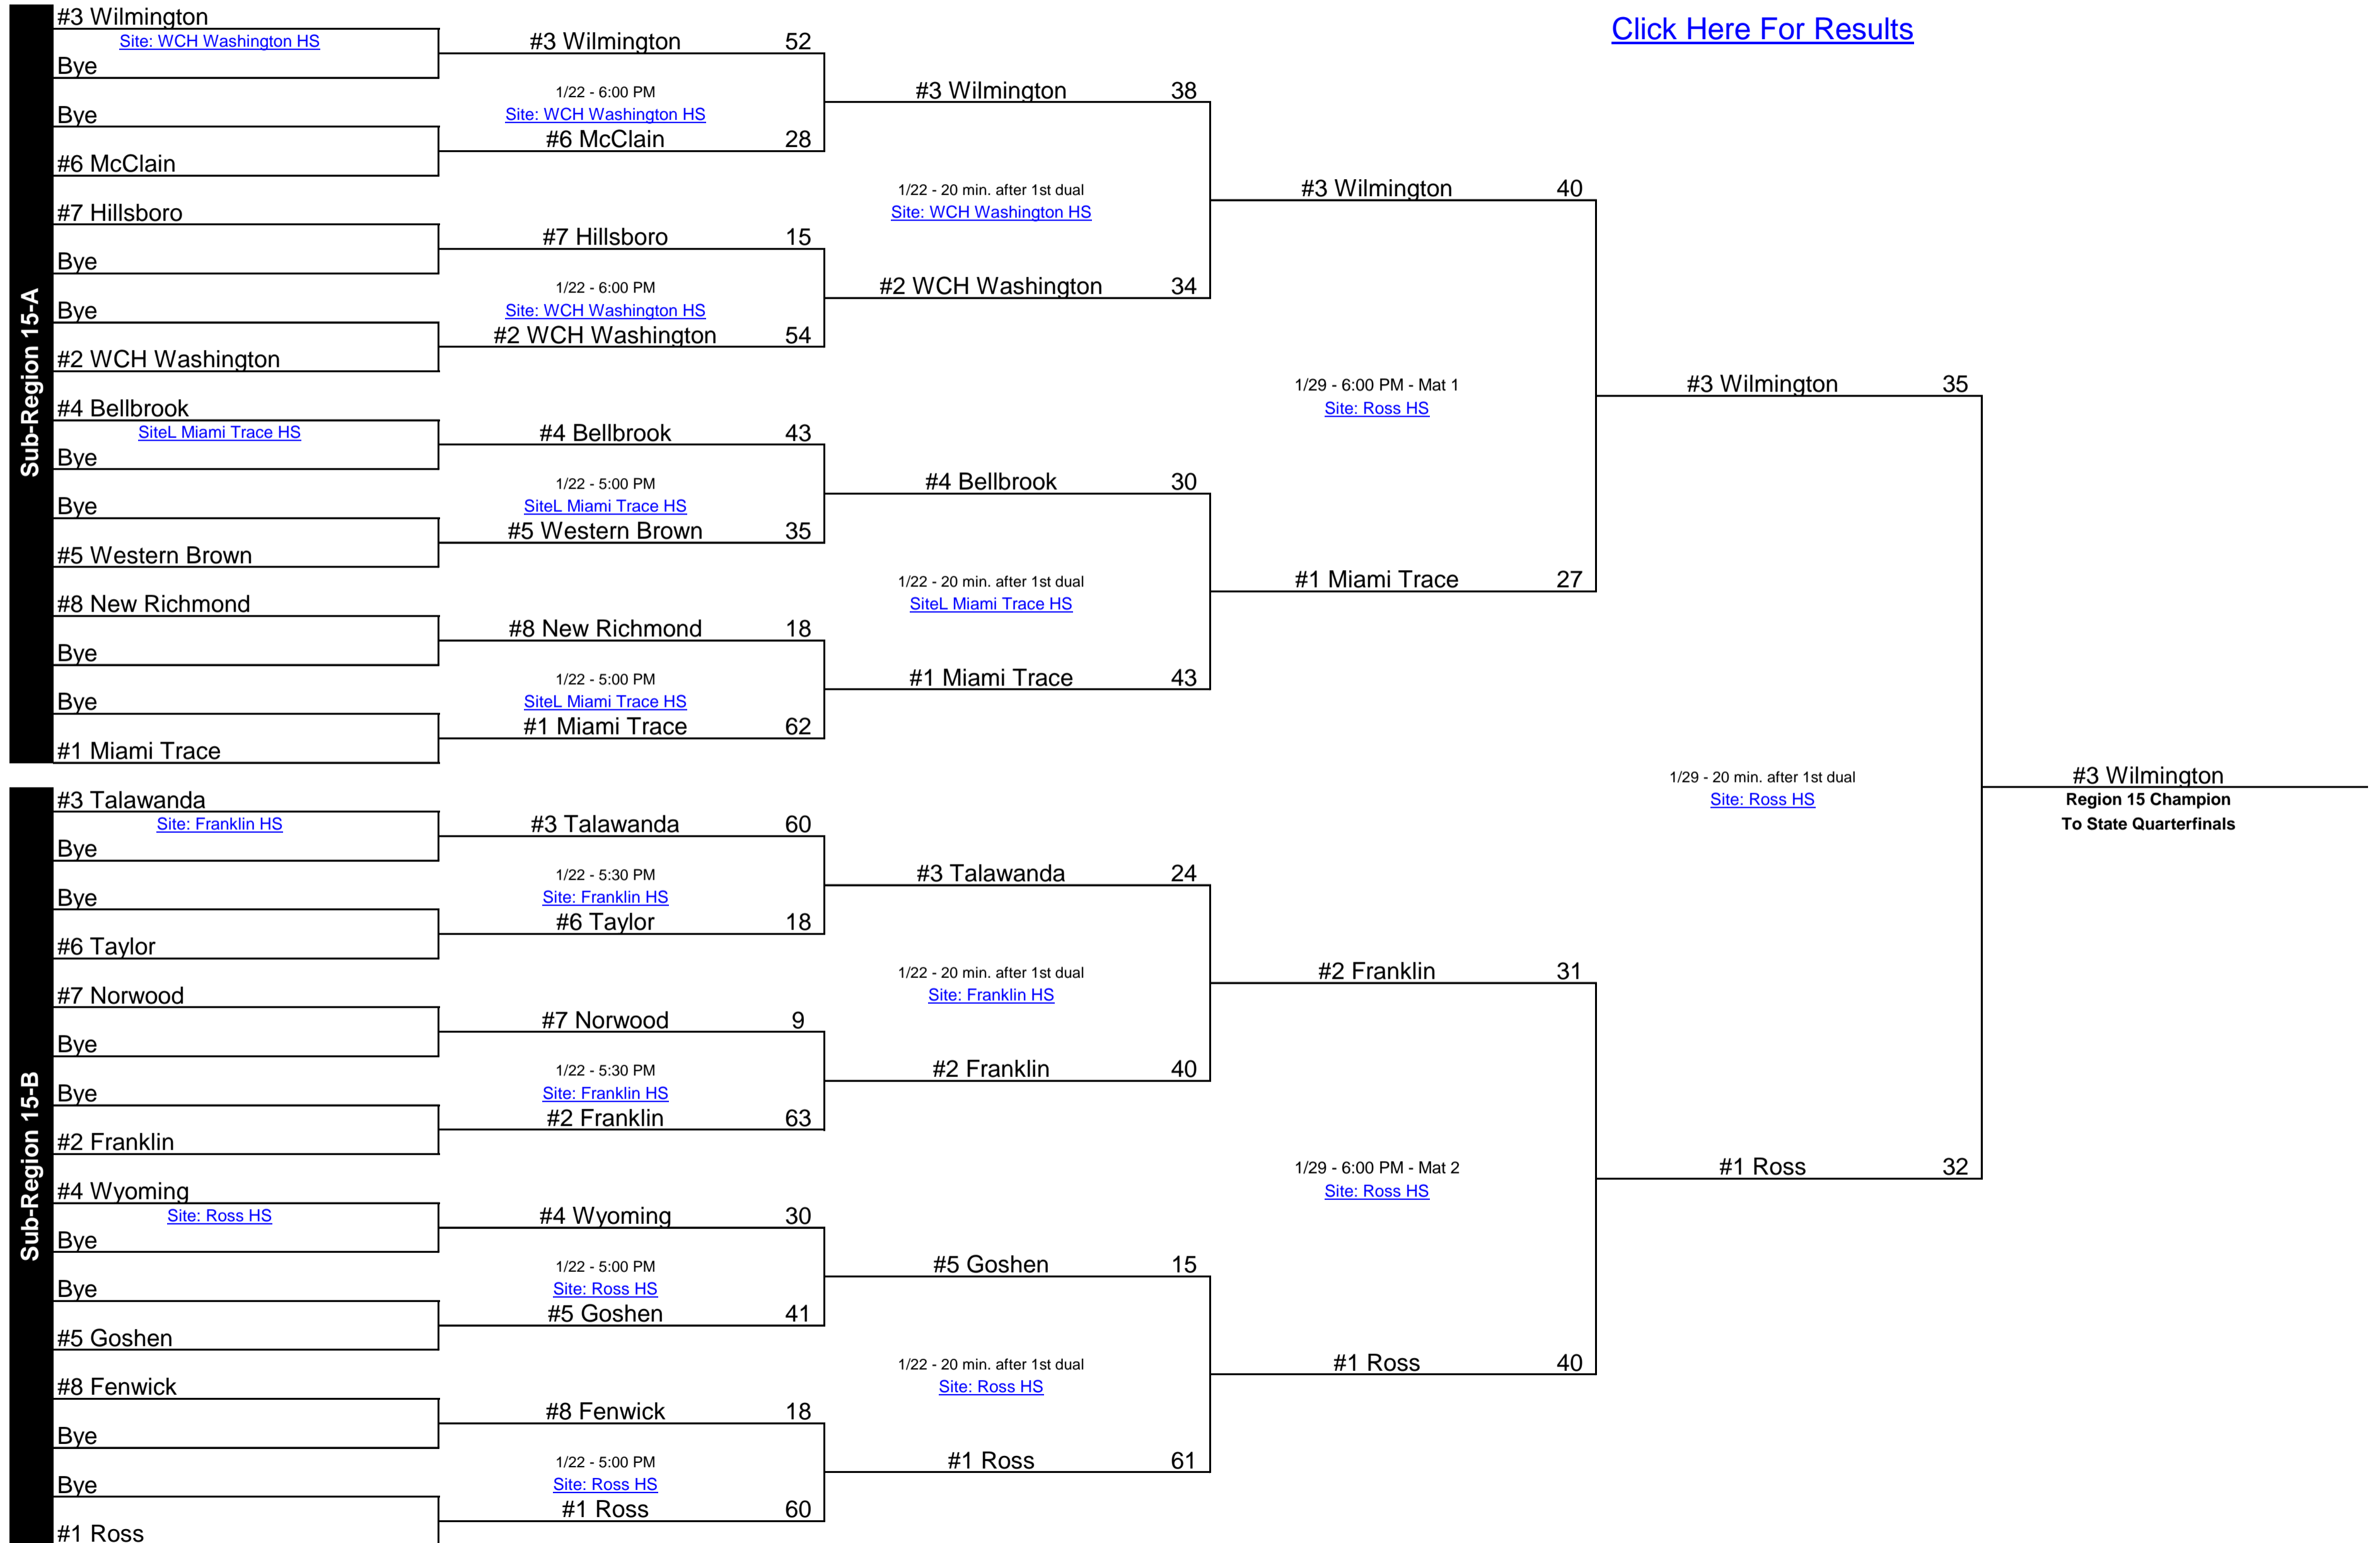 Click Here For Results
Sub-Region 15-A
#3 Wilmington
Site: WCH Washington HS
Bye
Bye
#6 McClain
#7 Hillsboro
Bye
Bye
#2 WCH Washington
#4 Bellbrook
SiteL Miami Trace HS
Bye
Bye
#5 Western Brown
#8 New Richmond
Bye
Bye
#1 Miami Trace
#3 Wilmington 52
1/22 - 6:00 PM
Site: WCH Washington HS
#6 McClain 28
#7 Hillsboro 15
1/22 - 6:00 PM
Site: WCH Washington HS
#2 WCH Washington 54
#4 Bellbrook 43
1/22 - 5:00 PM
SiteL Miami Trace HS
#5 Western Brown 35
#8 New Richmond 18
1/22 - 5:00 PM
SiteL Miami Trace HS
#1 Miami Trace 62
#3 Wilmington 38
1/22 - 20 min. after 1st dual
Site: WCH Washington HS
#2 WCH Washington 34
#4 Bellbrook 30
1/22 - 20 min. after 1st dual
SiteL Miami Trace HS
#1 Miami Trace 43
#3 Wilmington 40
1/29 - 6:00 PM - Mat 1
Site: Ross HS
#1 Miami Trace 27
Sub-Region 15-B
#3 Talawanda
Site: Franklin HS
Bye
Bye
#6 Taylor
#7 Norwood
Bye
Bye
#2 Franklin
#4 Wyoming
Site: Ross HS
Bye
Bye
#5 Goshen
#8 Fenwick
Bye
Bye
#1 Ross
#3 Talawanda 60
1/22 - 5:30 PM
Site: Franklin HS
#6 Taylor 18
#7 Norwood 9
1/22 - 5:30 PM
Site: Franklin HS
#2 Franklin 63
#4 Wyoming 30
1/22 - 5:00 PM
Site: Ross HS
#5 Goshen 41
#8 Fenwick 18
1/22 - 5:00 PM
Site: Ross HS
#1 Ross 60
#3 Talawanda 24
1/22 - 20 min. after 1st dual
Site: Franklin HS
#2 Franklin 40
#5 Goshen 15
1/22 - 20 min. after 1st dual
Site: Ross HS
#1 Ross 61
#2 Franklin 31
1/29 - 6:00 PM - Mat 2
Site: Ross HS
#1 Ross 40
#3 Wilmington 35
1/29 - 20 min. after 1st dual
Site: Ross HS
#1 Ross 32
#3 Wilmington
Region 15 Champion
To State Quarterfinals